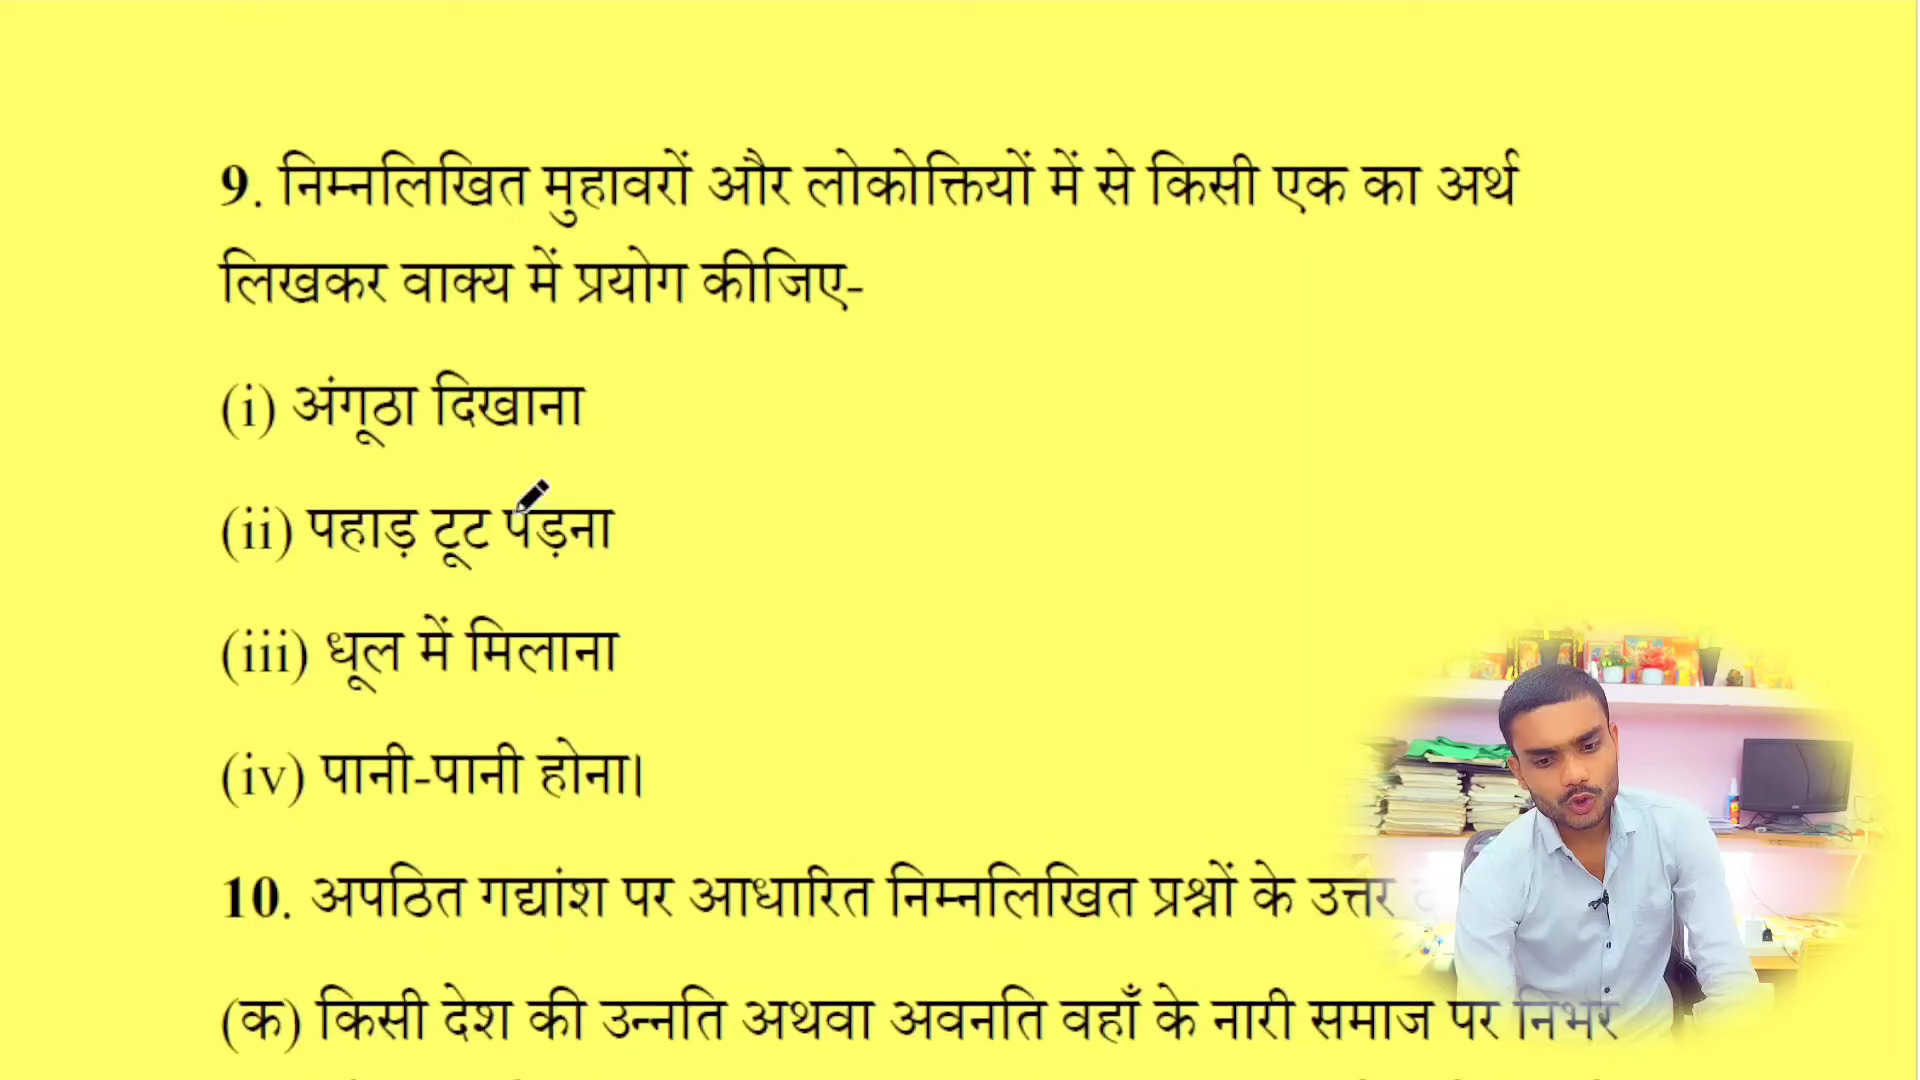 9. निम्नलिखित मुहावरों और लोकोक्तियों में से किसी एक का अर्थ
लिखकर वाक्य में प्रयोग कीजिए-
(i) अंगूठा दिखाना
(ii) पहाड़ टूट पड़ना
(iii) धूल में मिलाना
(iv) पानी-पानी होना।
10. अपठित गद्यांश पर आधारित निम्नलिखित प्रश्नों के उत्तर
(क) किसी देश की उन्नति अथवा अवनति वहाँ के नारी समाज पर निर्भर